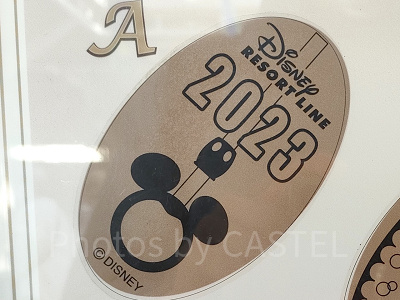 A
Disney
RESORT LINE
2023
©DISNEY
Photos by CASTEL